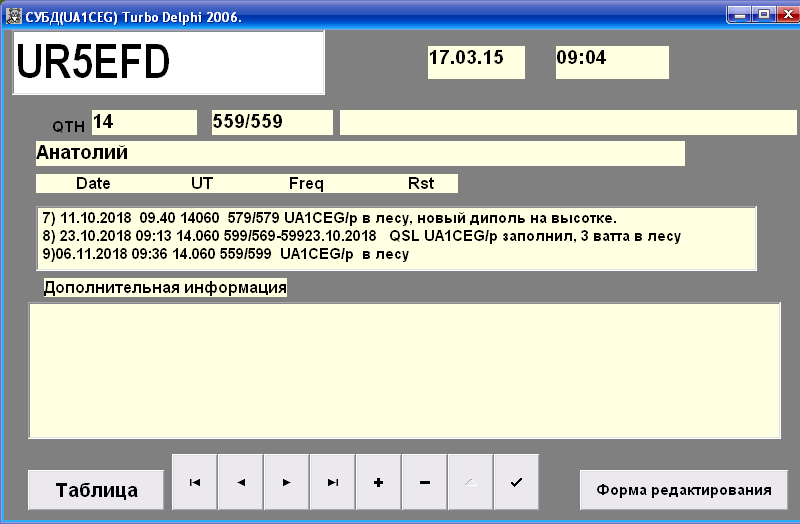 СУБД(UA1CEG) Turbo Delphi 2006.
UR5EFD
17.03.15 09:04
QTH 14 559/559
Анатолий
Date UT Freq Rst
7) 11.10.2018 09.40 14060 579/579 UA1CEG/p в лесу, новый диполь на высотке.
8) 23.10.2018 09:13 14.060 599/569-59923.10.2018 QSL UA1CEG/p заполнил, 3 ватта в лесу
9)06.11.2018 09:36 14.060 559/599 UA1CEG/p в лесу
Дополнительная информация
Таблица
Форма редактирования